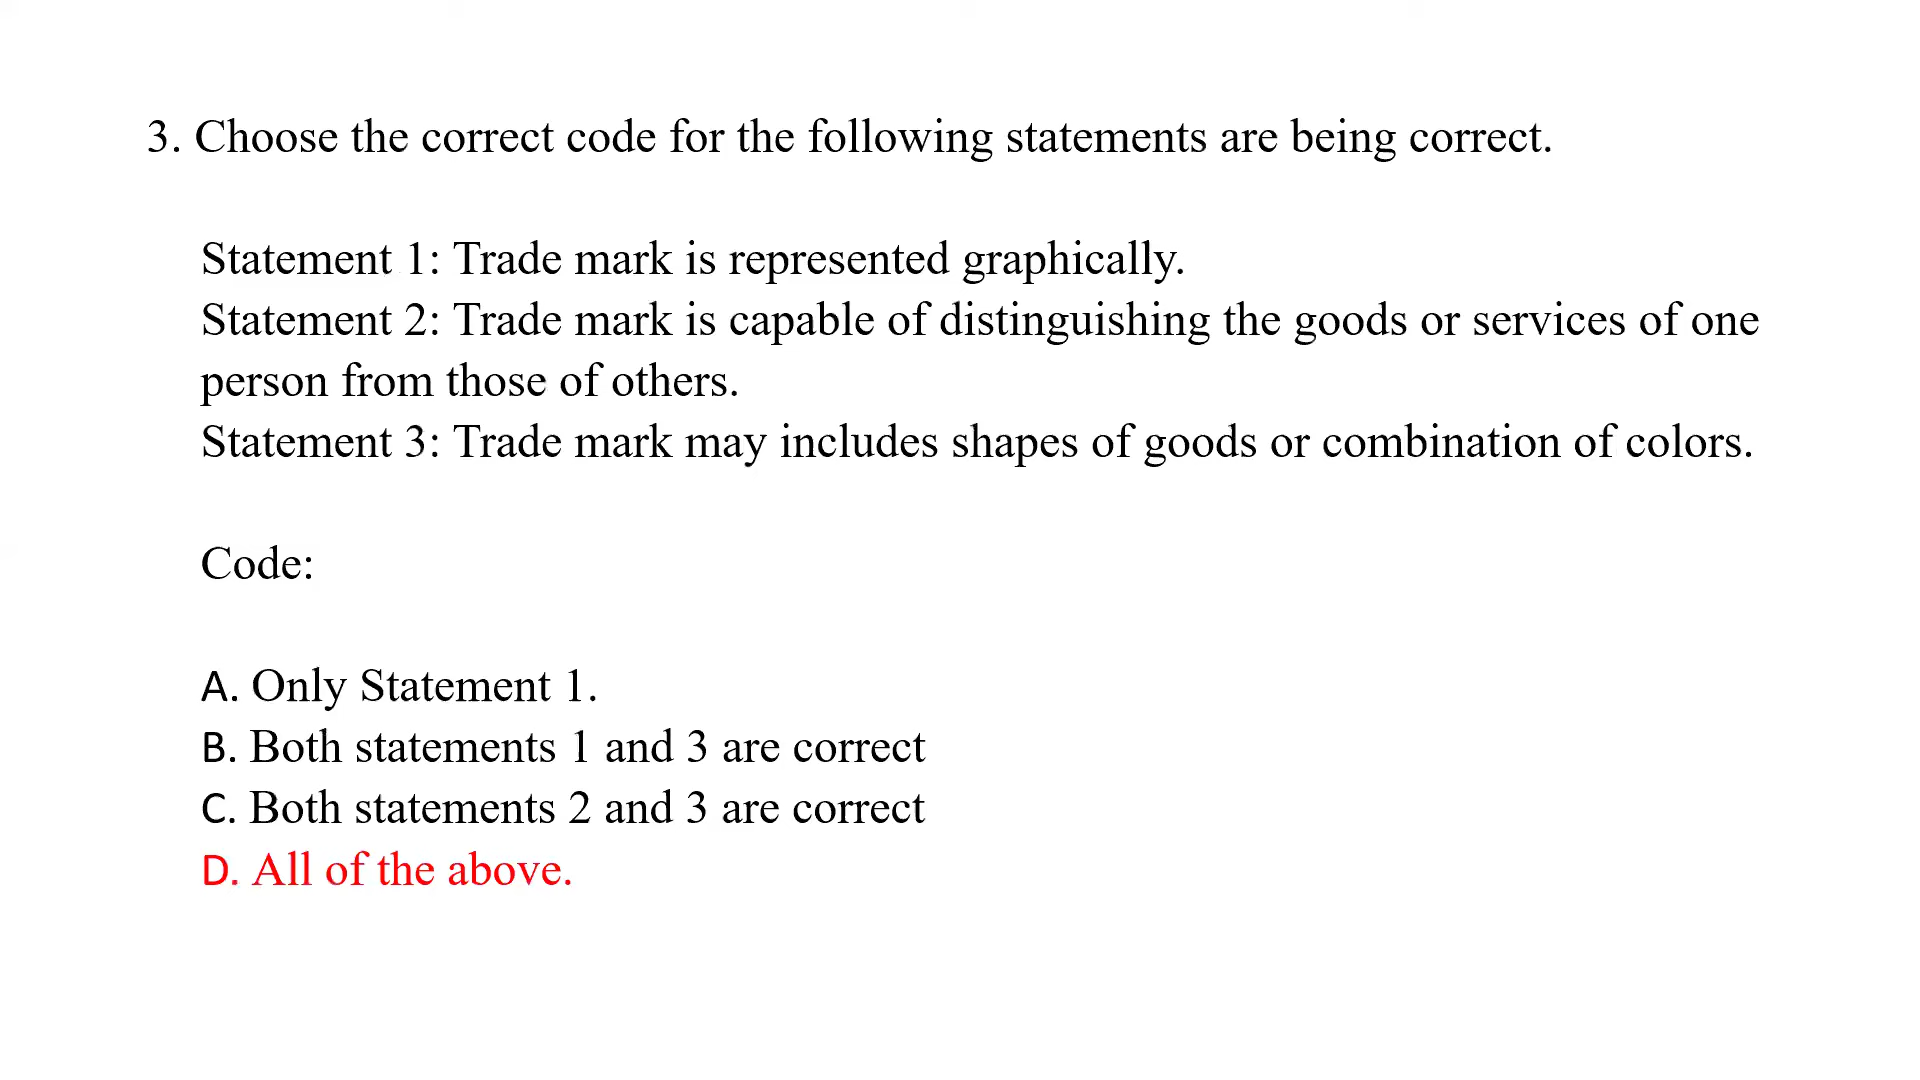 3. Choose the correct code for the following statements are being correct.
Statement 1: Trade mark is represented graphically.
Statement 2: Trade mark is capable of distinguishing the goods or services of one
person from those of others.
Statement 3: Trade mark may includes shapes of goods or combination of colors.
Code:
A. Only Statement 1.
B. Both statements 1 and 3 are correct
C. Both statements 2 and 3 are correct
D. All of the above.